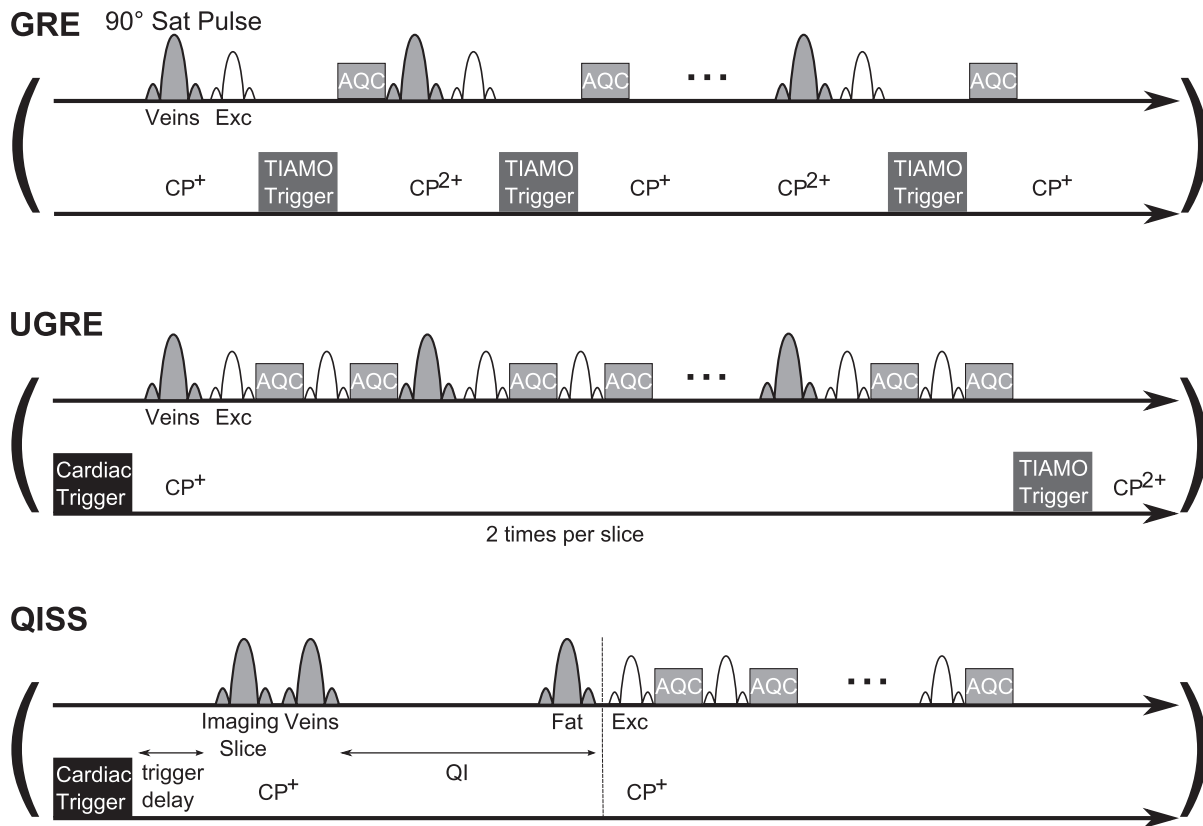 GRE 90° Sat Pulse
AQC AQC ... AQC
Veins Exc
CP+ TIAMO Trigger CP2+ TIAMO Trigger CP+ CP2+ TIAMO Trigger CP+
UGRE
AQC AQC AQC AQC ... AQC AQC
Veins Exc
Cardiac Trigger CP+ TIAMO Trigger CP2+
2 times per slice
QISS
AQC AQC ... AQC
Imaging Slice Veins Fat Exc
Cardiac Trigger trigger delay CP+ QI CP+